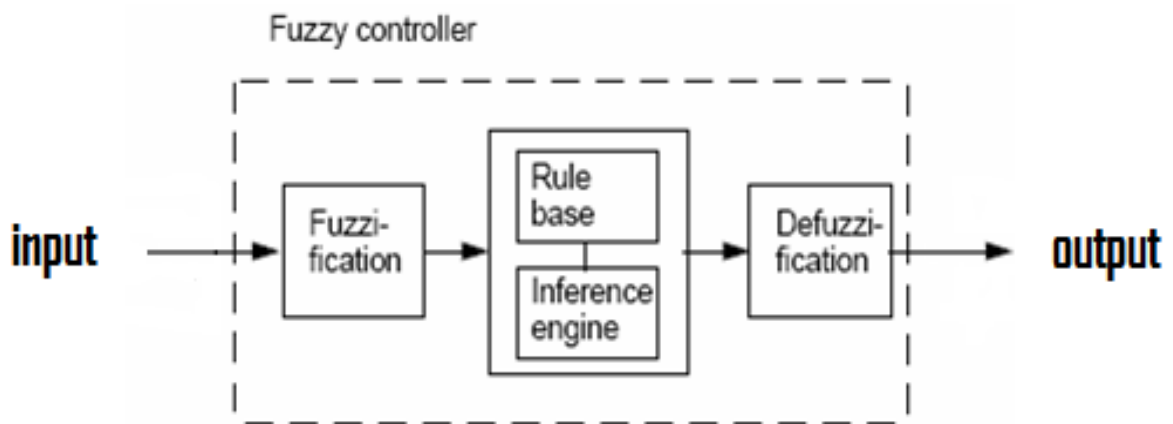 Fuzzy controller
input
Fuzzi-
fication
Rule
base
Inference
engine
Defuzzi-
fication
output